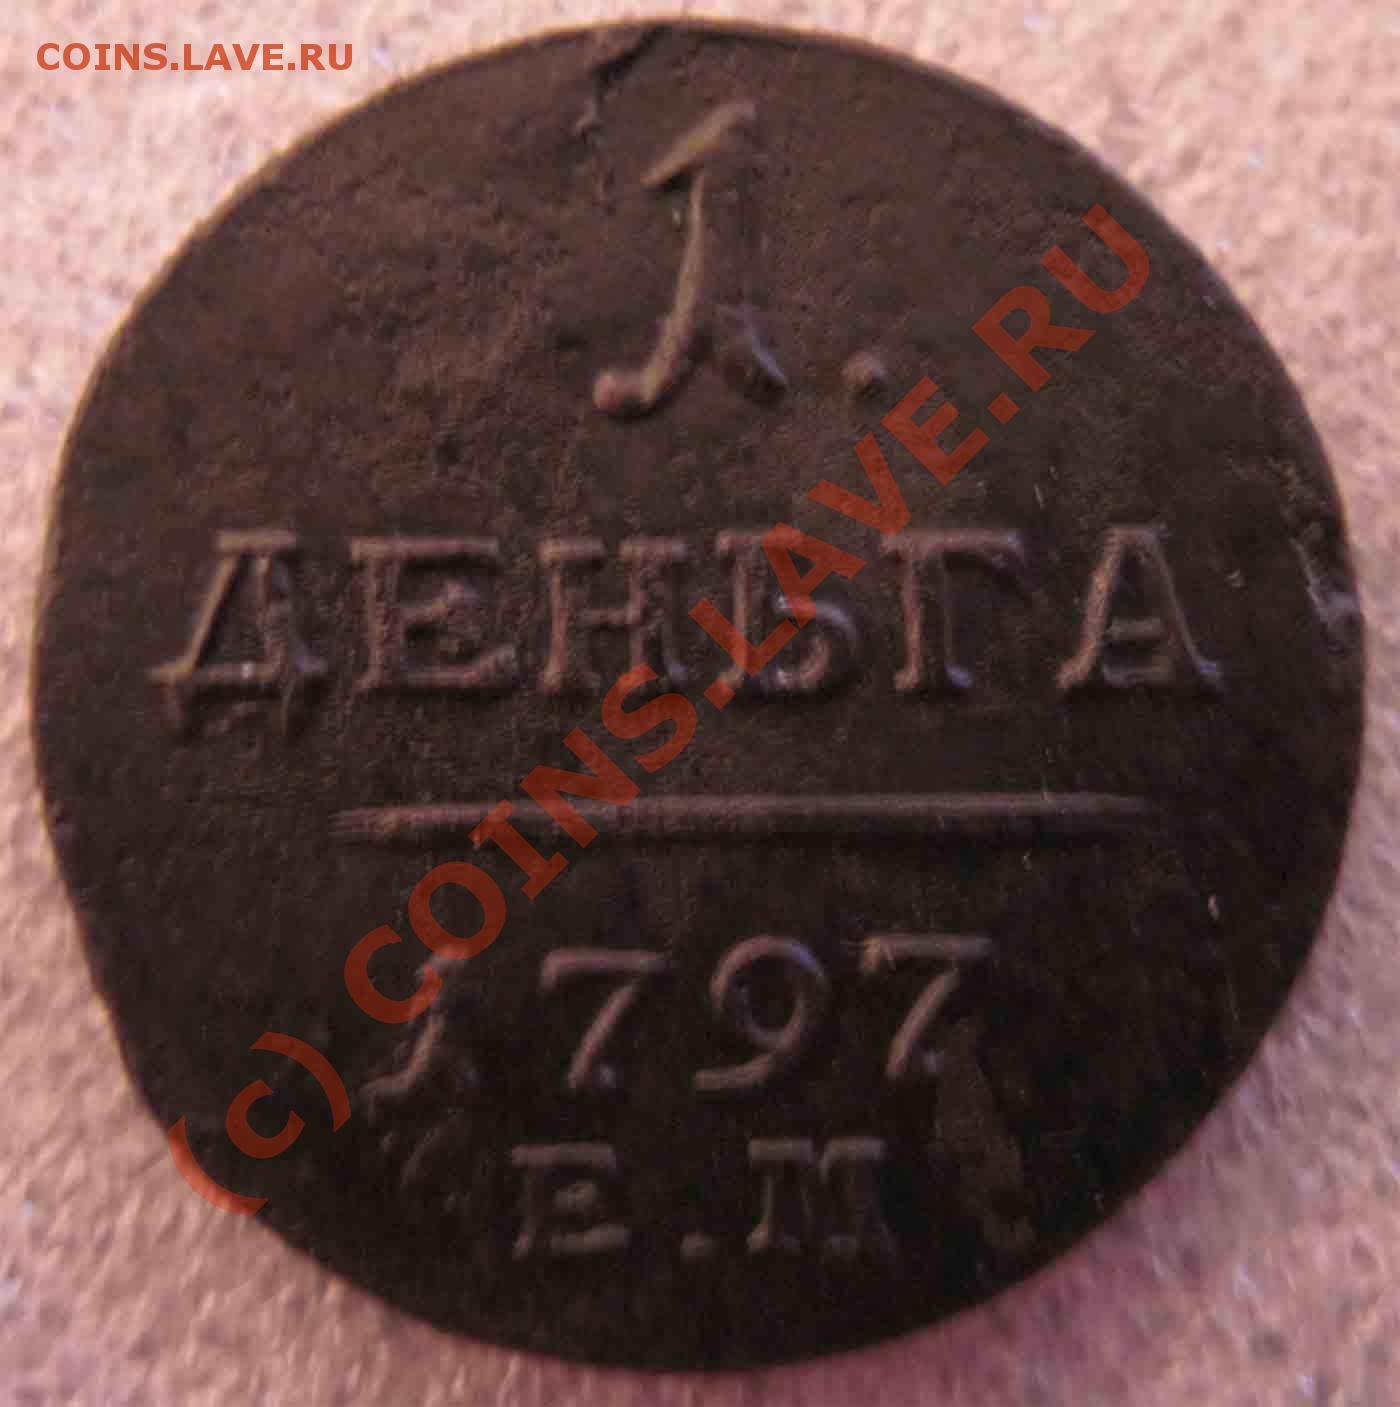 COINS.LAVE.RU
1.
ДЕНЬГА
1797
Е.М
(c) COINS.LAVE.RU